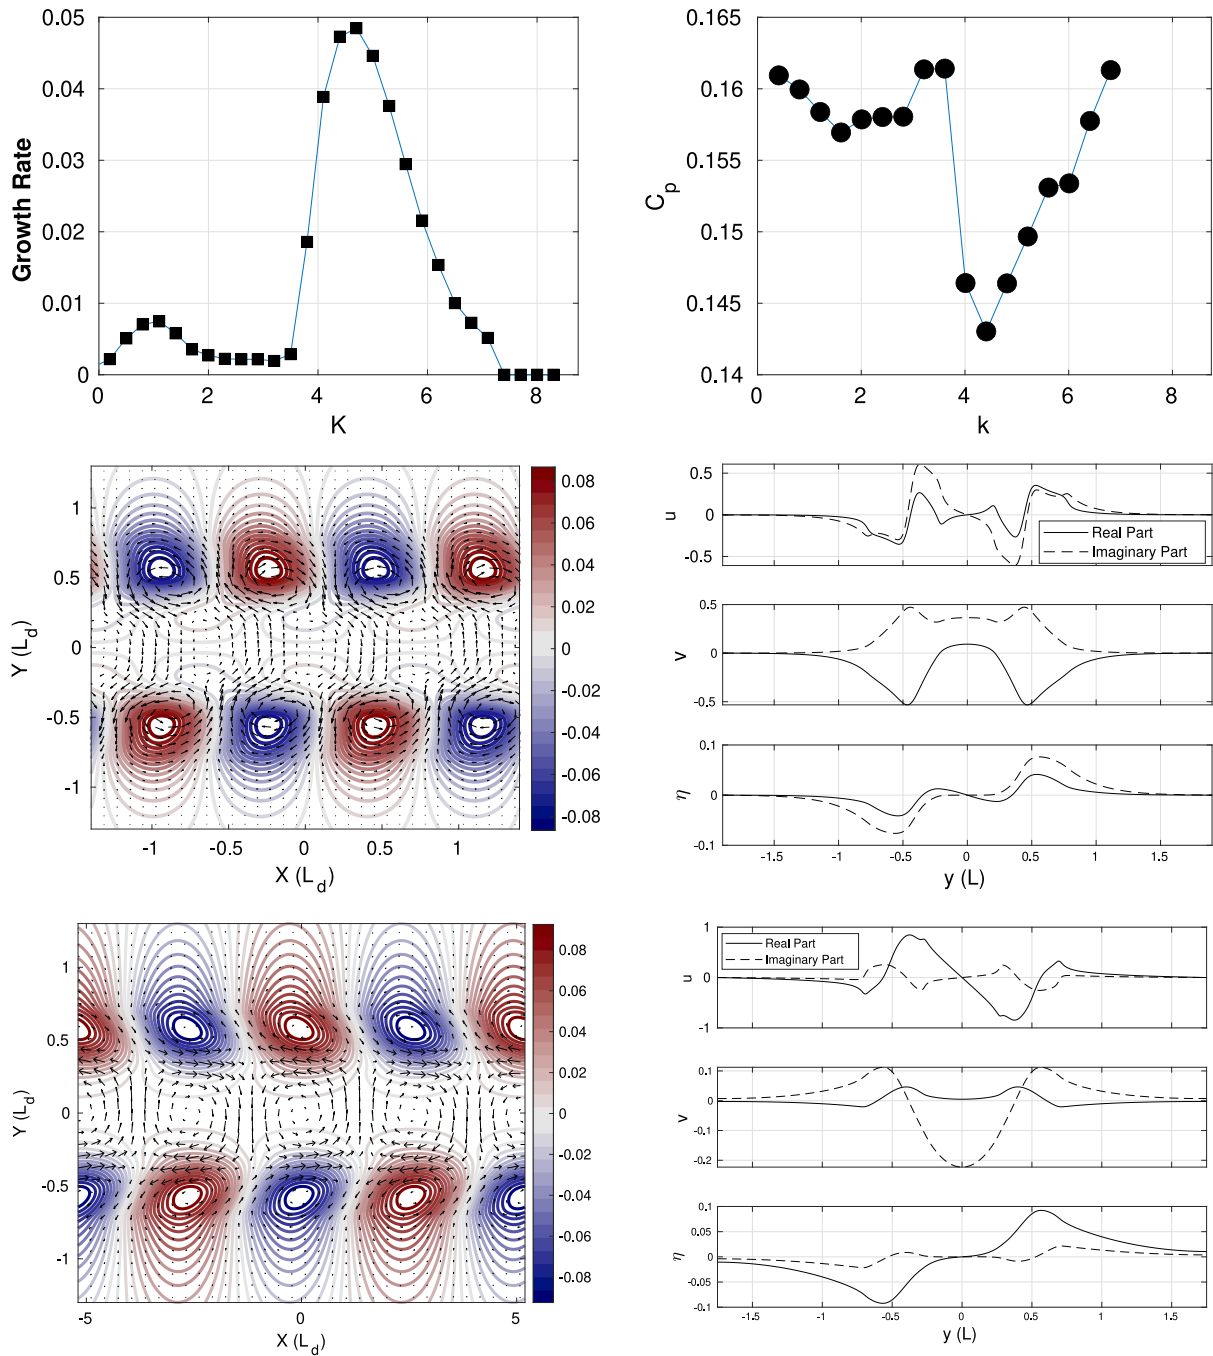 0.05
0.04
0.03
0.02
0.01
0
0 2 4 6 8
K
Growth Rate
0.165
0.16
0.155
0.15
0.145
0.14
0 2 4 6 8
k
C_p
1
0.5
0
-0.5
-1
-1 -0.5 0 0.5 1
X (L_d)
Y (L_d)
0.08
0.06
0.04
0.02
0
-0.02
-0.04
-0.06
-0.08
0.5
0
-0.5
u
Real Part
Imaginary Part
0.5
0
-0.5
v
0.1
0
-0.1
η
-1.5 -1 -0.5 0 0.5 1 1.5
y (L)
1
0.5
0
-0.5
-1
-5 0 5
X (L_d)
Y (L_d)
0.08
0.06
0.04
0.02
0
-0.02
-0.04
-0.06
-0.08
1
0
-1
u
Real Part
Imaginary Part
0.1
0
-0.1
-0.2
v
0.1
0.05
0
-0.05
-0.1
η
-1.5 -1 -0.5 0 0.5 1 1.5
y (L)